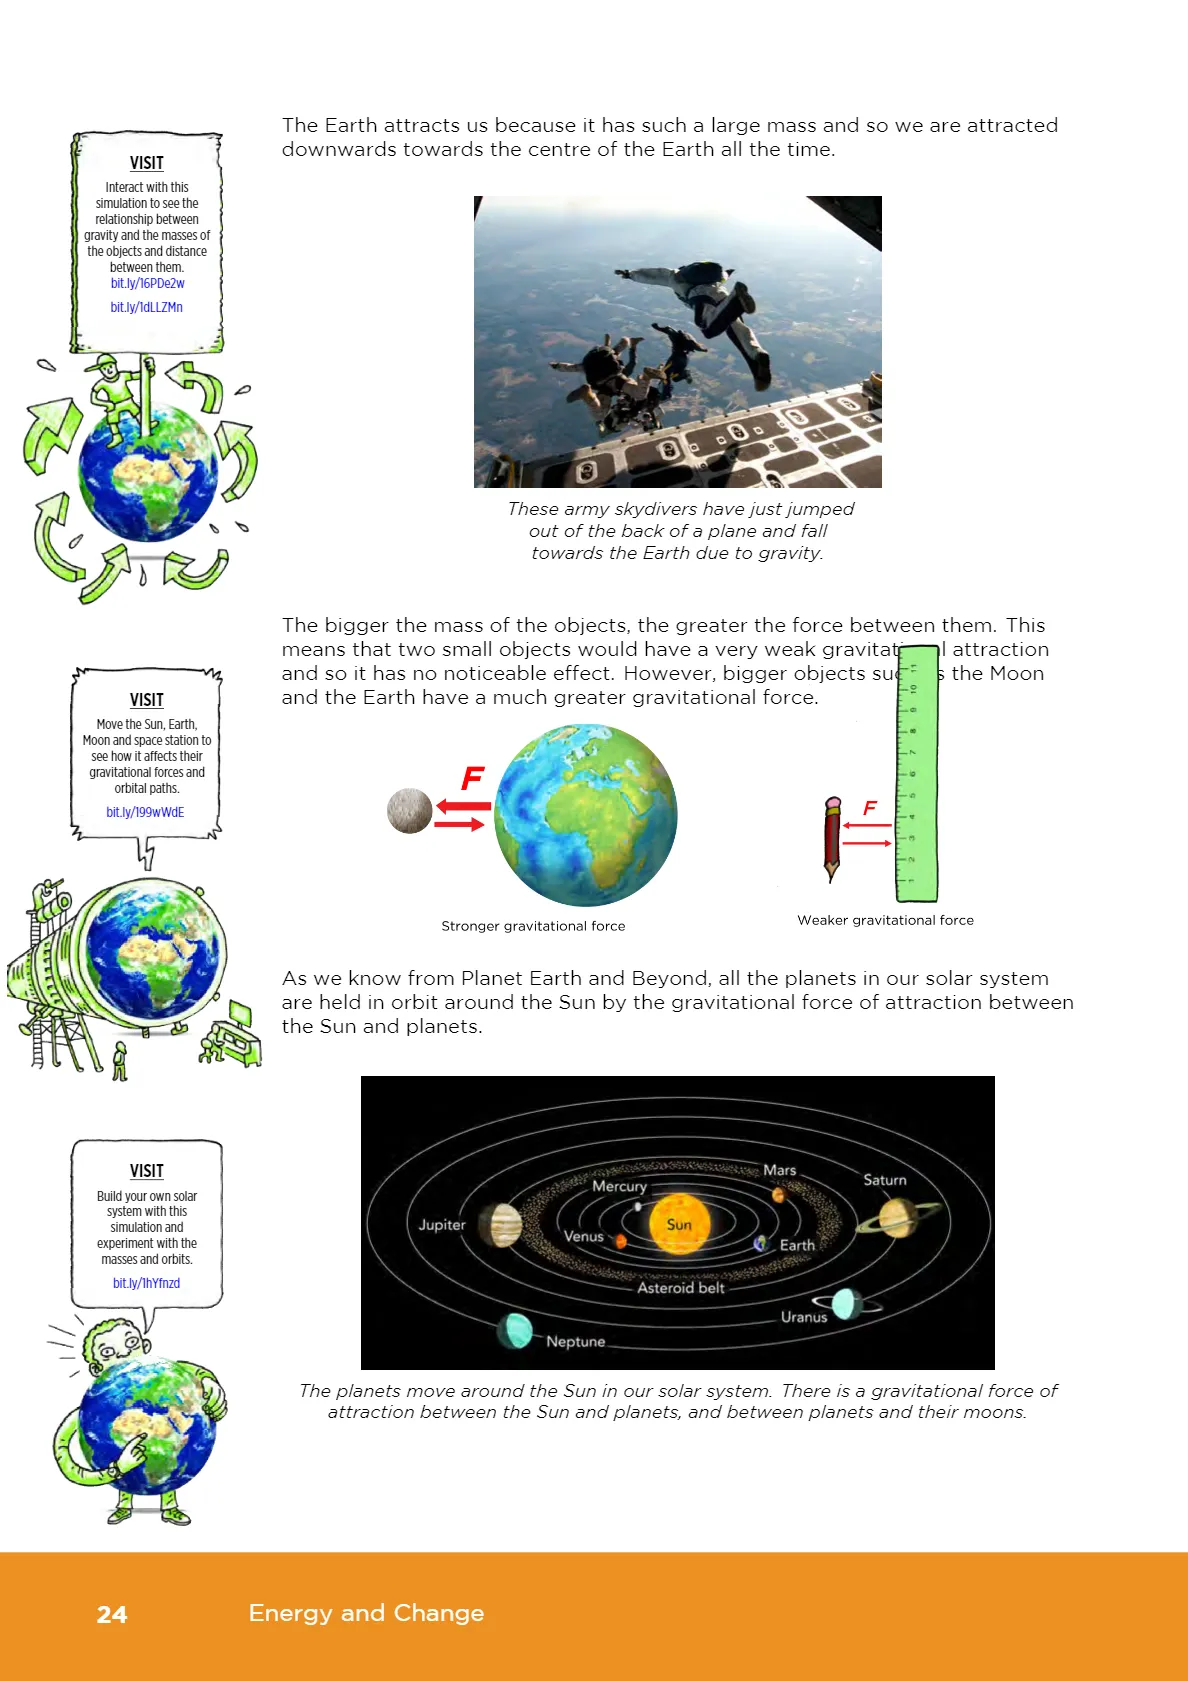 The Earth attracts us because it has such a large mass and so we are attracted
downwards towards the centre of the Earth all the time.
VISIT
Interact with this
simulation to see the
relationship between
gravity and the masses of
the objects and distance
between them.
bit.ly/16PDe2w
bit.ly/1dLLZMn
These army skydivers have just jumped
out of the back of a plane and fall
towards the Earth due to gravity.
The bigger the mass of the objects, the greater the force between them. This
means that two small objects would have a very weak gravitat l attraction
and so it has no noticeable effect. However, bigger objects su s the Moon
and the Earth have a much greater gravitational force.
VISIT
Move the Sun, Earth,
Moon and space station to
see how it affects their
gravitational forces and
orbital paths.
bit.ly/199wWdE
F
Stronger gravitational force
F
11
10
9
8
7
6
5
4
3
2
1
Weaker gravitational force
As we know from Planet Earth and Beyond, all the planets in our solar system
are held in orbit around the Sun by the gravitational force of attraction between
the Sun and planets.
VISIT
Build your own solar
system with this
simulation and
experiment with the
masses and orbits.
bit.ly/1hYfnzd
Mars
Saturn
Mercury
Jupiter
Sun
Venus
Earth
Asteroid belt
Uranus
Neptune
The planets move around the Sun in our solar system. There is a gravitational force of
attraction between the Sun and planets, and between planets and their moons.
24
Energy and Change